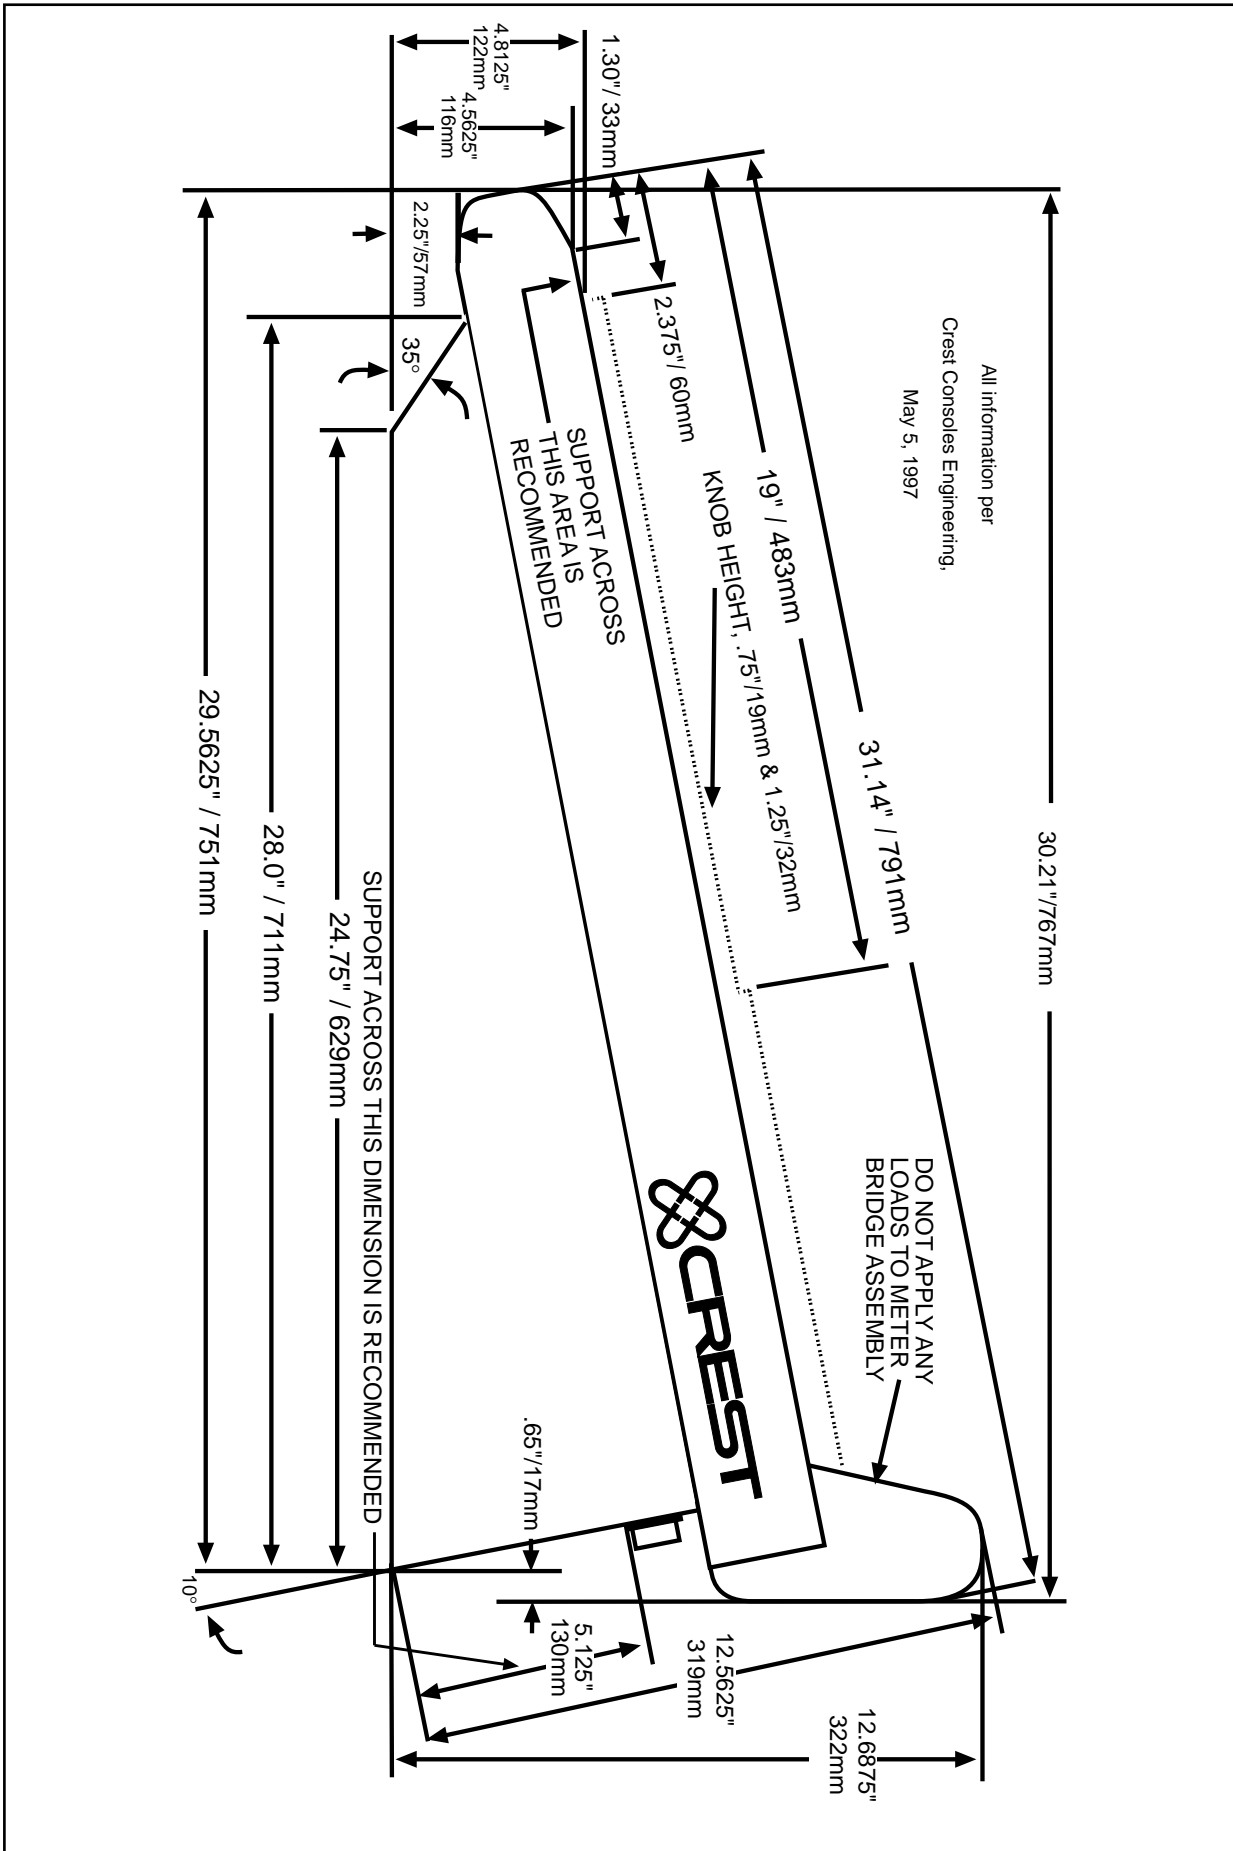 All information per
Crest Consoles Engineering,
May 5, 1997
30.21"/767mm
31.14" / 791mm
19" / 483mm
KNOB HEIGHT, .75"/19mm & 1.25"/32mm
2.375"/ 60mm
1.30"/ 33mm
4.8125"
122mm
4.5625"
116mm
2.25"/57mm
35°
SUPPORT ACROSS
THIS AREA IS
RECOMMENDED
DO NOT APPLY ANY
LOADS TO METER
BRIDGE ASSEMBLY
CREST
12.6875"
322mm
12.5625"
319mm
5.125"
130mm
.65"/17mm
SUPPORT ACROSS THIS DIMENSION IS RECOMMENDED
24.75" / 629mm
28.0" / 711mm
29.5625" / 751mm
10°